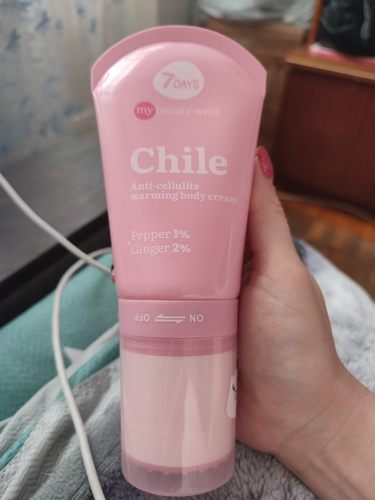 7DAYS
my beauty week
Chile
Anti-cellulite
warming body cream
Pepper 1%
Ginger 2%
ON OFF